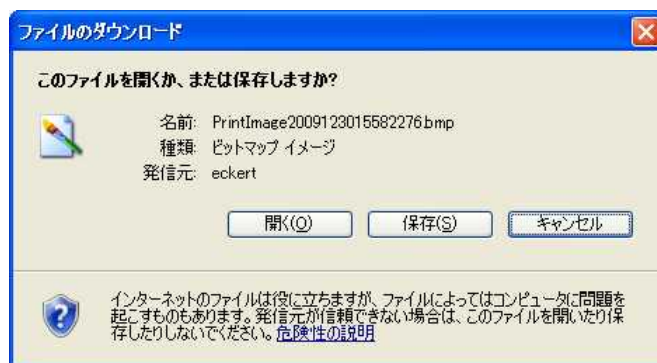 ファイルのダウンロード
このファイルを開くか、または保存しますか?
名前: PrintImage2009123015582276.bmp
種類: ビットマップ イメージ
発信元: eckert
開く(O) 保存(S) キャンセル
インターネットのファイルは役に立ちますが、ファイルによってはコンピュータに問題を
起こすものもあります。発信元が信頼できない場合は、このファイルを開いたり保
存したりしないでください。危険性の説明